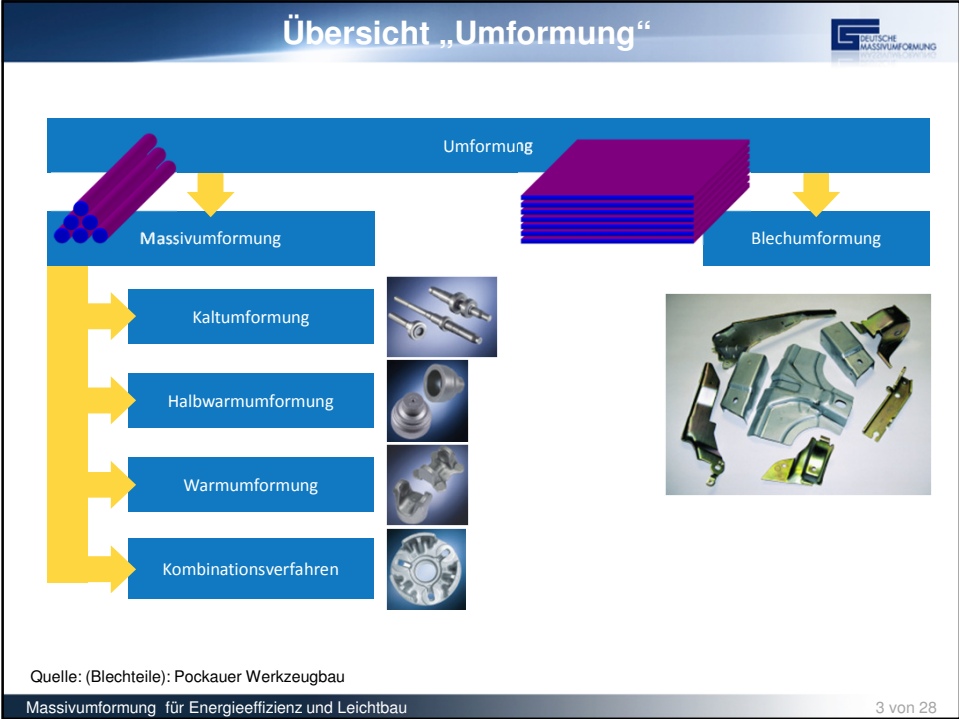 Übersicht „Umformung“
DEUTSCHE
MASSIVUMFORMUNG
Umformung
Massivumformung
Blechumformung
Kaltumformung
Halbwarmumformung
Warmumformung
Kombinationsverfahren
Quelle: (Blechteile): Pockauer Werkzeugbau
Massivumformung für Energieeffizienz und Leichtbau
3 von 28